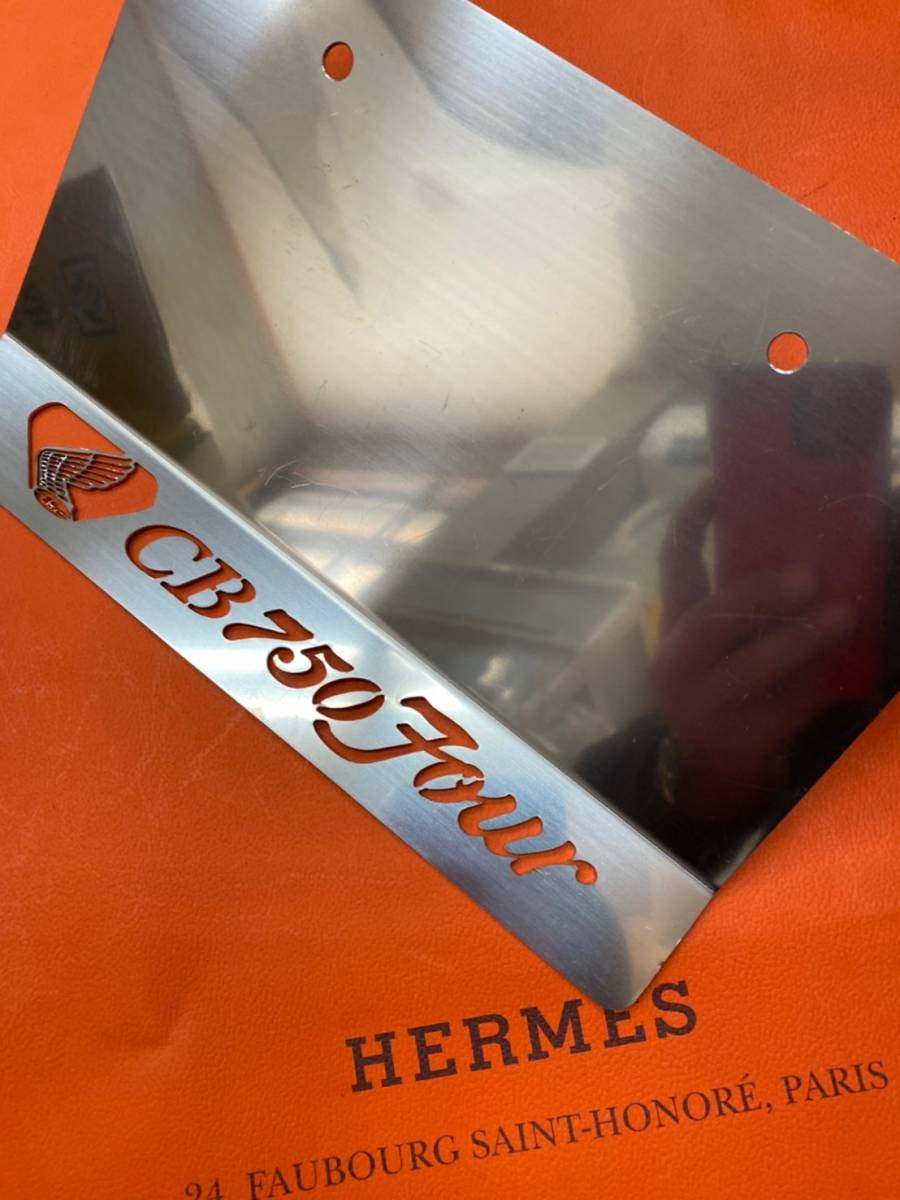 CB750Four
HERMES
24, FAUBOURG SAINT-HONORÉ, PARIS